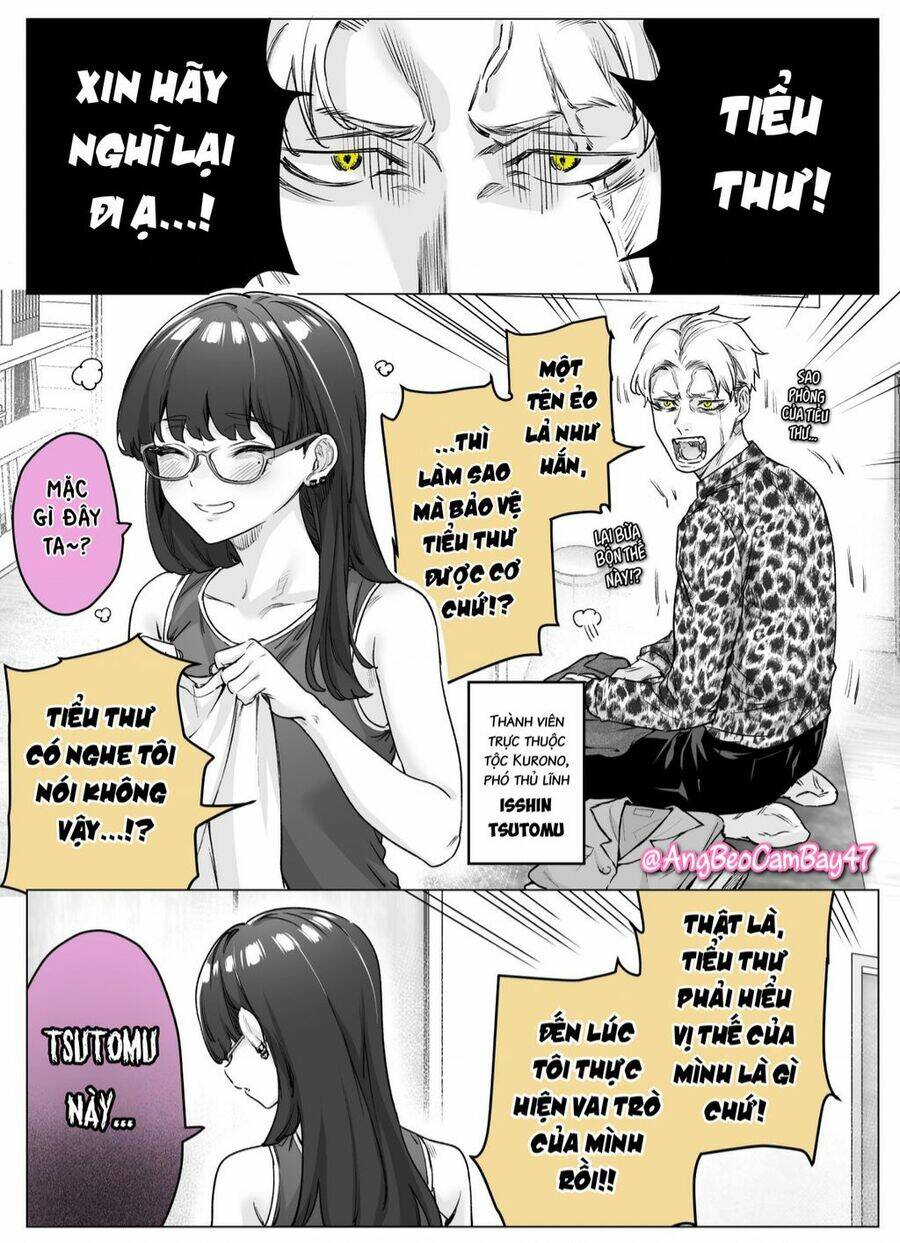 TIỂU
THƯ!
XIN HÃY
NGHĨ LẠI
ĐI Ạ...!
SAO
PHÒNG
CỦA TIỂU
THƯ...
LẠI BỪA
BỘN THẾ
NÀY!?
MỘT
TÊN ẺO
LẢ NHƯ
HẮN,
...THÌ
LÀM SAO
MÀ BẢO VỆ
TIỂU THƯ
ĐƯỢC CƠ
CHỨ!?
MẶC
GÌ ĐÂY
TA~?
TIỂU THƯ
CÓ NGHE TÔI
NÓI KHÔNG
VẬY...!?
THÀNH VIÊN
TRỰC THUỘC
TỘC KURONO,
PHÓ THỦ LĨNH
ISSHIN
TSUTOMU
@AngBeoCamBay47
THẬT LÀ,
TIỂU THƯ
PHẢI HIỂU
VỊ THẾ CỦA
MÌNH LÀ GÌ
CHỨ!
ĐẾN LÚC
TÔI THỰC
HIỆN VAI TRÒ
CỦA MÌNH
RỒI!!
TSUTOMU
NÀY...